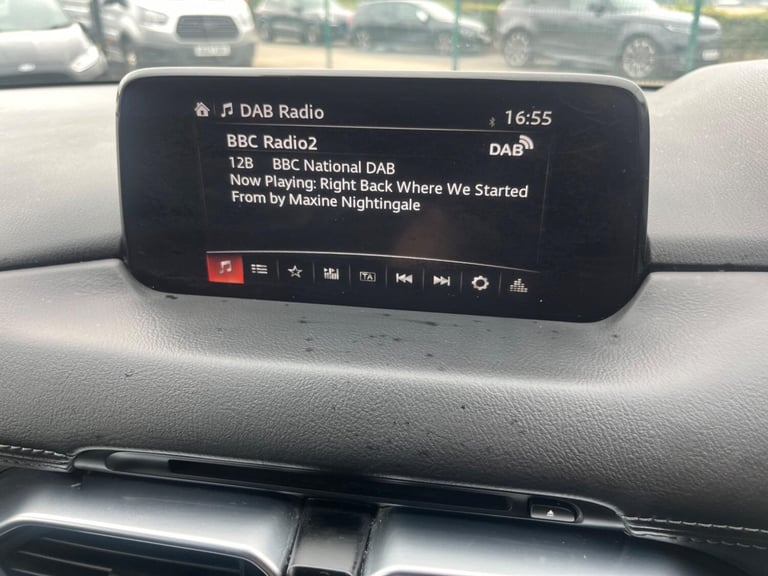 DAB Radio
16:55
BBC Radio2
DAB
12B BBC National DAB
Now Playing: Right Back Where We Started
From by Maxine Nightingale
TA